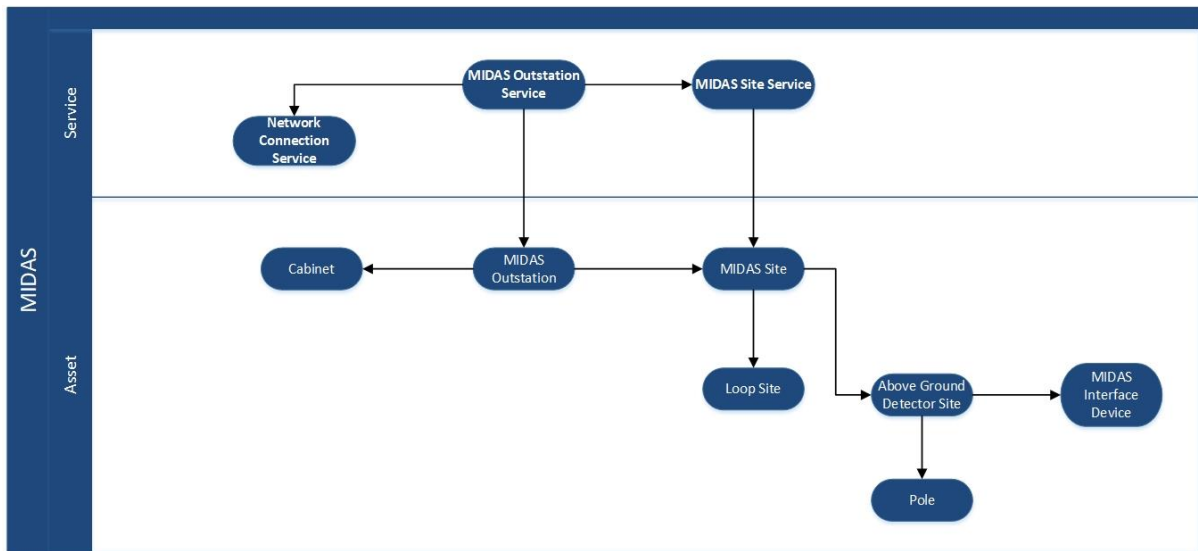 MIDAS
Service
MIDAS Outstation
Service
MIDAS Site Service
Network
Connection
Service
Asset
Cabinet
MIDAS
Outstation
MIDAS Site
Loop Site
Above Ground
Detector Site
MIDAS
Interface
Device
Pole